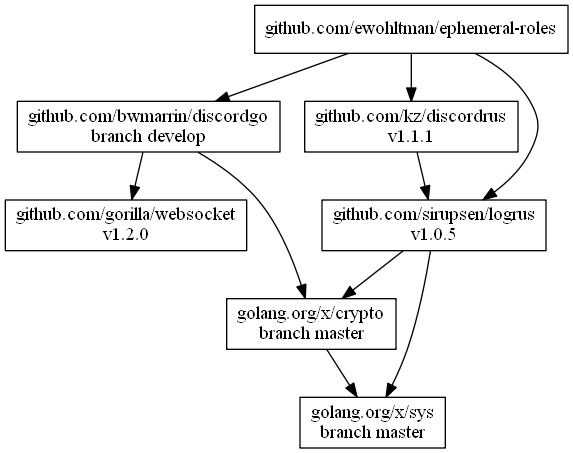 github.com/ewohltman/ephemeral-roles
github.com/bwmarrin/discordgo
branch develop
github.com/kz/discordrus
v1.1.1
github.com/gorilla/websocket
v1.2.0
github.com/sirupsen/logrus
v1.0.5
golang.org/x/crypto
branch master
golang.org/x/sys
branch master